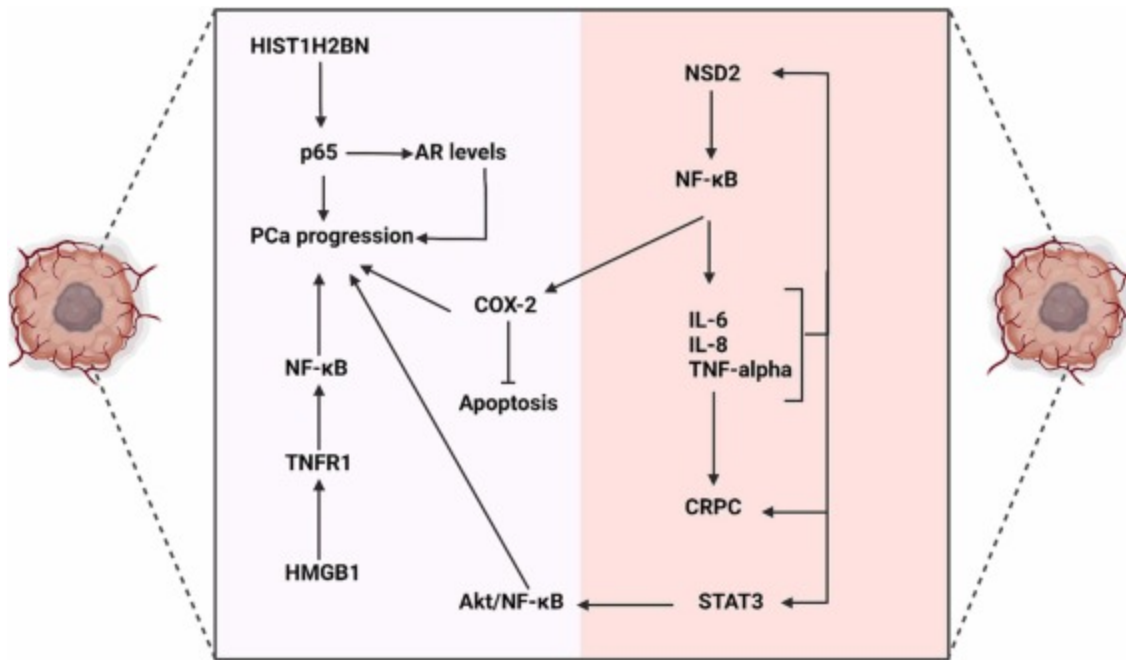 HIST1H2BN
p65
AR levels
PCa progression
COX-2
NF-κB
Apoptosis
TNFR1
HMGB1
Akt/NF-κB
NSD2
NF-κB
IL-6
IL-8
TNF-alpha
CRPC
STAT3